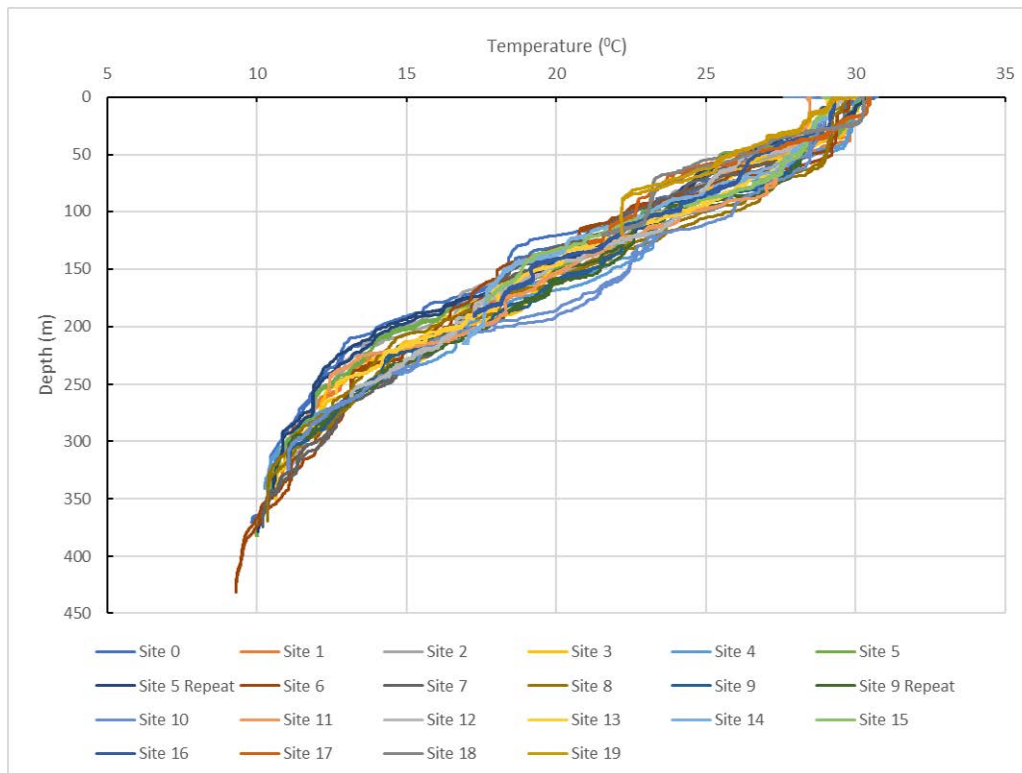 Temperature (⁰C)
5 10 15 20 25 30 35
0
50
100
150
200
250
300
350
400
450
Depth (m)
Site 0 Site 1 Site 2 Site 3 Site 4 Site 5
Site 5 Repeat Site 6 Site 7 Site 8 Site 9 Site 9 Repeat
Site 10 Site 11 Site 12 Site 13 Site 14 Site 15
Site 16 Site 17 Site 18 Site 19